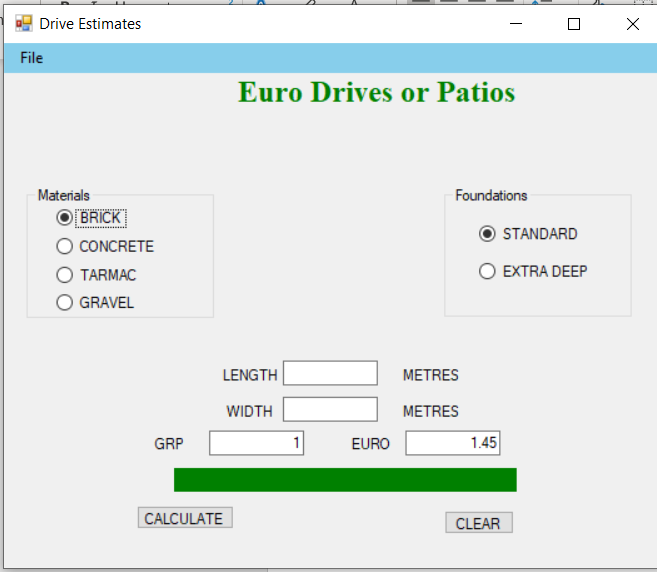 Drive Estimates
File
Euro Drives or Patios
Materials
BRICK
CONCRETE
TARMAC
GRAVEL
Foundations
STANDARD
EXTRA DEEP
LENGTH METRES
WIDTH METRES
GRP 1 EURO 1.45
CALCULATE CLEAR